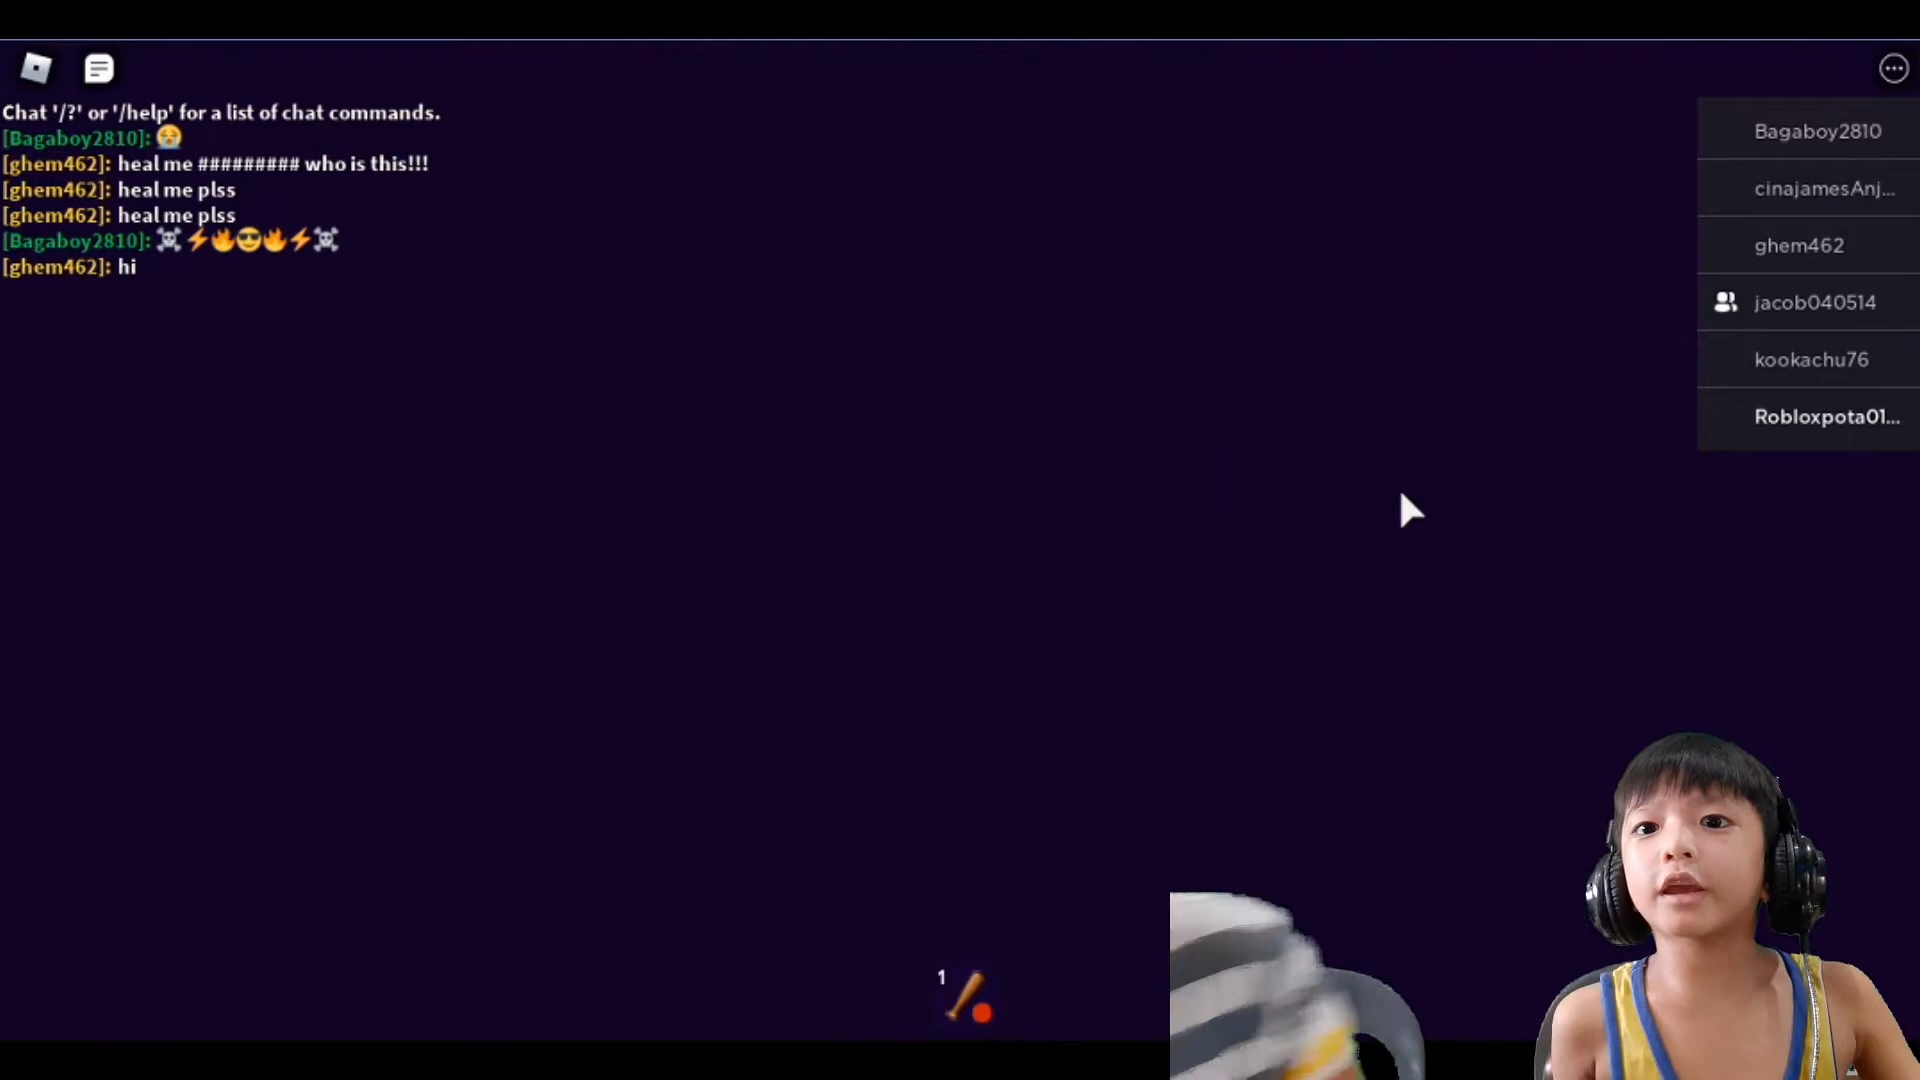 Chat '/?' or '/help' for a list of chat commands.
[Bagaboy2810]: 😭
[ghem462]: heal me ######### who is this!!!
[ghem462]: heal me plss
[ghem462]: heal me plss
[Bagaboy2810]: ☠️⚡🔥😎🔥⚡☠️
[ghem462]: hi
Bagaboy2810
cinajamesAnj...
ghem462
jacob040514
kookachu76
Robloxpota01...
1